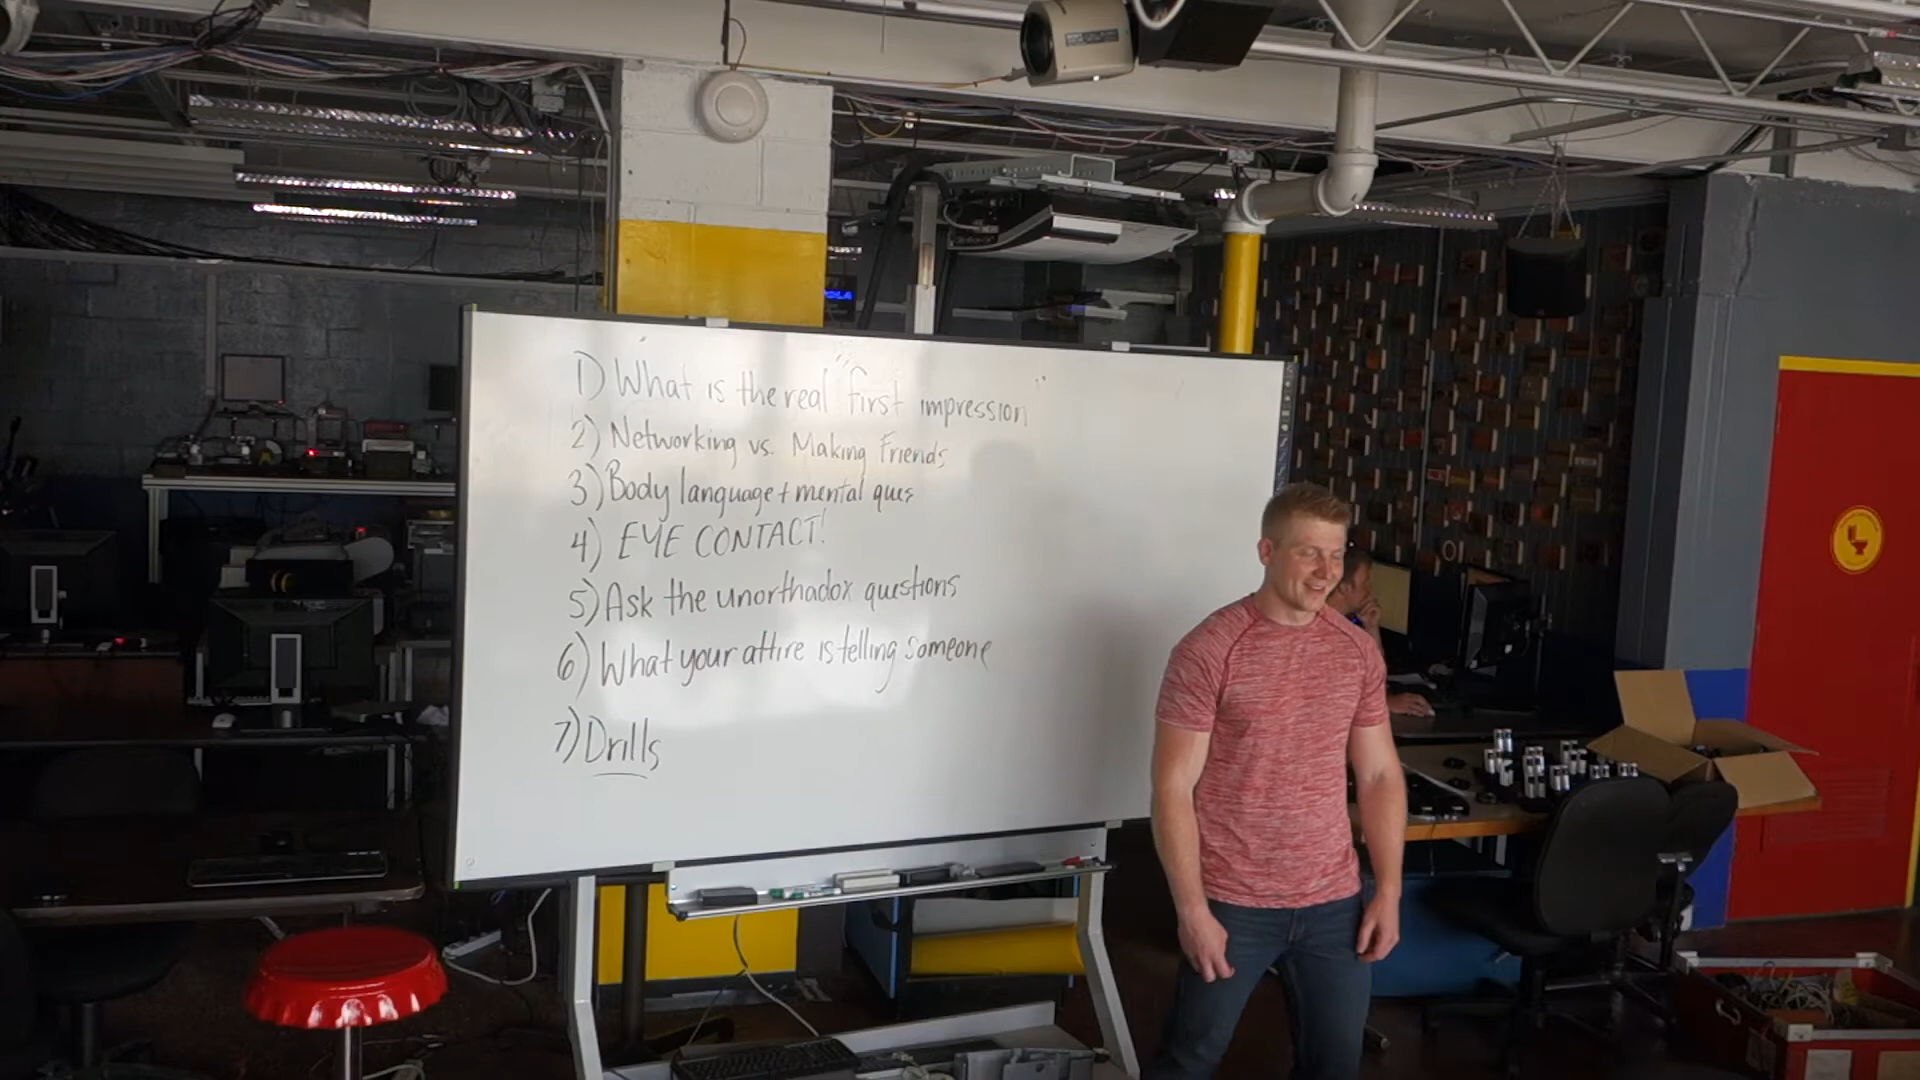 1) What is the real "first impression"
2) Networking vs. Making Friends
3) Body language + mental ques
4) EYE CONTACT!
5) Ask the unorthadox questions
6) What your attire is telling someone
7) Drills